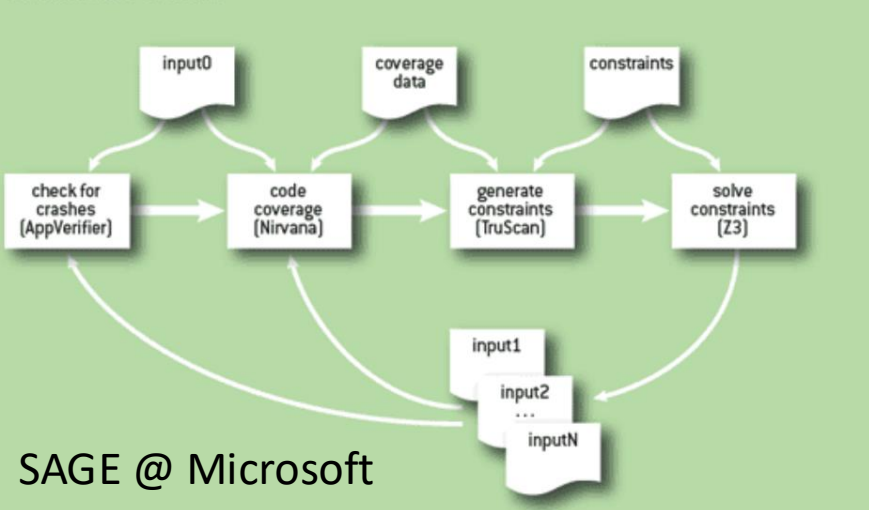 input0
coverage
data
constraints
check for
crashes
(AppVerifier)
code
coverage
(Nirvana)
generate
constraints
(TruScan)
solve
constraints
(Z3)
input1
input2
...
inputN
SAGE @ Microsoft